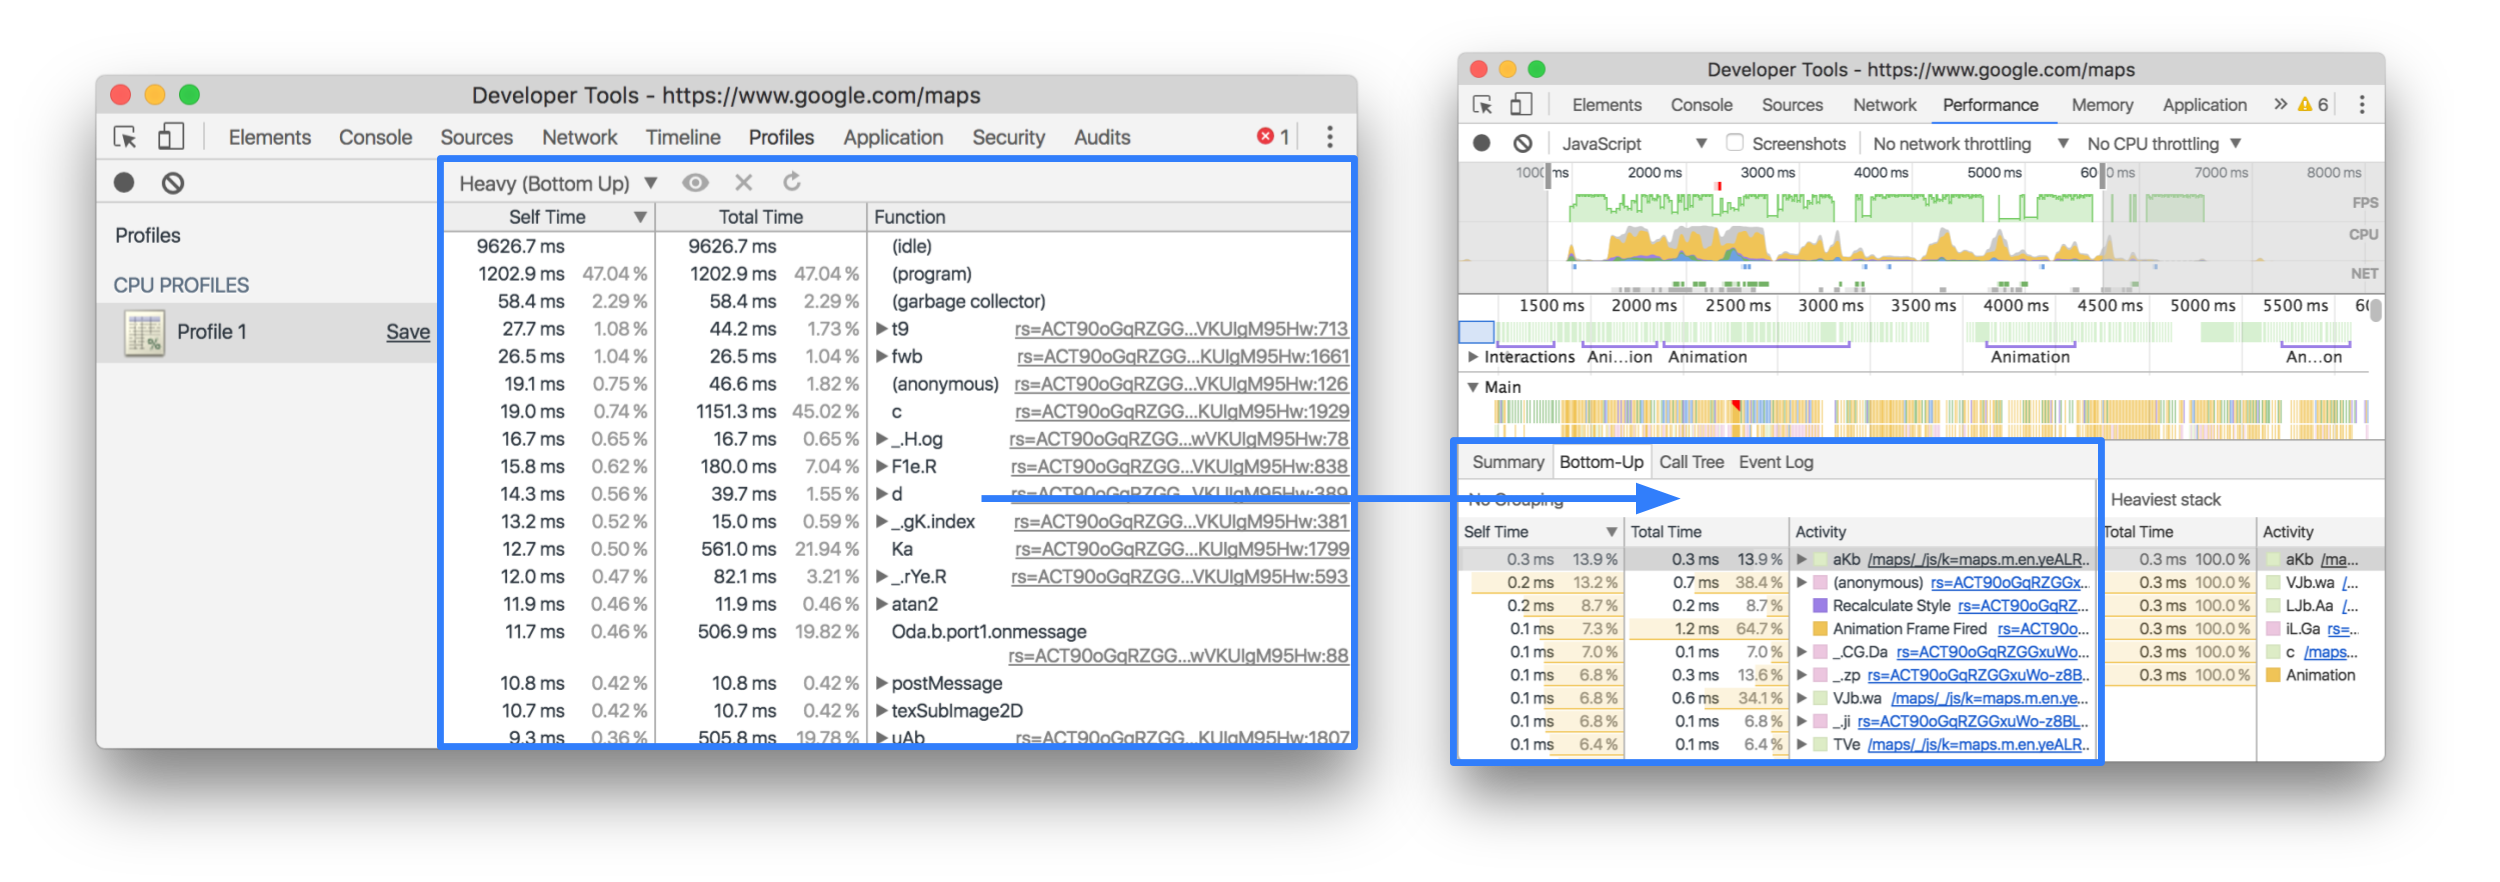 Developer Tools - https://www.google.com/maps
Elements Console Sources Network Timeline Profiles Application Security Audits 1
Profiles
CPU PROFILES
Profile 1 Save
Heavy (Bottom Up)
Self Time Total Time Function
9626.7 ms 9626.7 ms (idle)
1202.9 ms 47.04 % 1202.9 ms 47.04 % (program)
58.4 ms 2.29 % 58.4 ms 2.29 % (garbage collector)
27.7 ms 1.08 % 44.2 ms 1.73 % t9 rs=ACT90oGqRZGG...VKUIgM95Hw:713
26.5 ms 1.04 % 26.5 ms 1.04 % fwb rs=ACT90oGqRZGG...KUIgM95Hw:1661
19.1 ms 0.75 % 46.6 ms 1.82 % (anonymous) rs=ACT90oGqRZGG...VKUIgM95Hw:126
19.0 ms 0.74 % 1151.3 ms 45.02 % c rs=ACT90oGqRZGG...KUIgM95Hw:1929
16.7 ms 0.65 % 16.7 ms 0.65 % _.H.og rs=ACT90oGqRZGG...wVKUIgM95Hw:78
15.8 ms 0.62 % 180.0 ms 7.04 % F1e.R rs=ACT90oGqRZGG...VKUIgM95Hw:838
14.3 ms 0.56 % 39.7 ms 1.55 % d rs=ACT90oGqRZGG...VKUIgM95Hw:389
13.2 ms 0.52 % 15.0 ms 0.59 % _.gK.index rs=ACT90oGqRZGG...VKUIgM95Hw:381
12.7 ms 0.50 % 561.0 ms 21.94 % Ka rs=ACT90oGqRZGG...KUIgM95Hw:1799
12.0 ms 0.47 % 82.1 ms 3.21 % _.rYe.R rs=ACT90oGqRZGG...VKUIgM95Hw:593
11.9 ms 0.46 % 11.9 ms 0.46 % atan2
11.7 ms 0.46 % 506.9 ms 19.82 % Oda.b.port1.onmessage
rs=ACT90oGqRZGG...wVKUIgM95Hw:88
10.8 ms 0.42 % 10.8 ms 0.42 % postMessage
10.7 ms 0.42 % 10.7 ms 0.42 % texSubImage2D
9.3 ms 0.36 % 505.8 ms 19.78 % uAb rs=ACT90oGqRZGG...KUIgM95Hw:1807
Developer Tools - https://www.google.com/maps
Elements Console Sources Network Performance Memory Application » 6
JavaScript Screenshots No network throttling No CPU throttling
ms 2000 ms 3000 ms 4000 ms 5000 ms 7000 ms 8000 ms
FPS
CPU
NET
1500 ms 2000 ms 2500 ms 3000 ms 3500 ms 4000 ms 4500 ms 5000 ms 5500 ms
Interactions Ani...ion Animation Animation An...on
Main
Summary Bottom-Up Call Tree Event Log
No Grouping Heaviest stack
Self Time Total Time Activity Total Time Activity
0.3 ms 13.9 % 0.3 ms 13.9 % aKb /maps/_/js/k=maps.m.en.yeALR... 0.3 ms 100.0 % aKb /ma...
0.2 ms 13.2 % 0.7 ms 38.4 % (anonymous) rs=ACT90oGqRZGGx... 0.3 ms 100.0 % VJb.wa /...
0.2 ms 8.7 % 0.2 ms 8.7 % Recalculate Style rs=ACT90oGqRZ... 0.3 ms 100.0 % LJb.Aa /...
0.1 ms 7.3 % 1.2 ms 64.7 % Animation Frame Fired rs=ACT90o... 0.3 ms 100.0 % iL.Ga rs=...
0.1 ms 7.0 % 0.1 ms 7.0 % _.CG.Da rs=ACT90oGqRZGGxuWo... 0.3 ms 100.0 % c /maps...
0.1 ms 6.8 % 0.3 ms 13.6 % _.zp rs=ACT90oGqRZGGxuWo-z8B... 0.3 ms 100.0 % Animation
0.1 ms 6.8 % 0.6 ms 34.1 % VJb.wa /maps/_/js/k=maps.m.en.ye...
0.1 ms 6.8 % 0.1 ms 6.8 % _.ji rs=ACT90oGqRZGGxuWo-z8BL...
0.1 ms 6.4 % 0.1 ms 6.4 % TVe /maps/_/js/k=maps.m.en.yeALR...